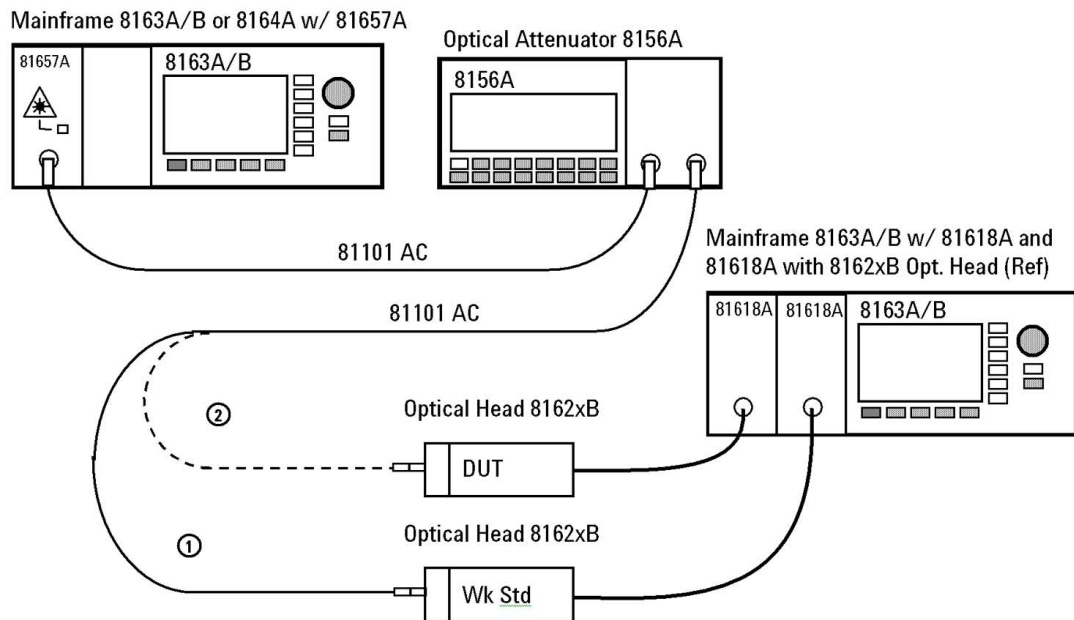 Mainframe 8163A/B or 8164A w/ 81657A
81657A
8163A/B
Optical Attenuator 8156A
8156A
81101 AC
Mainframe 8163A/B w/ 81618A and
81618A with 8162xB Opt. Head (Ref)
81618A
81618A
8163A/B
81101 AC
②
Optical Head 8162xB
DUT
①
Optical Head 8162xB
Wk Std